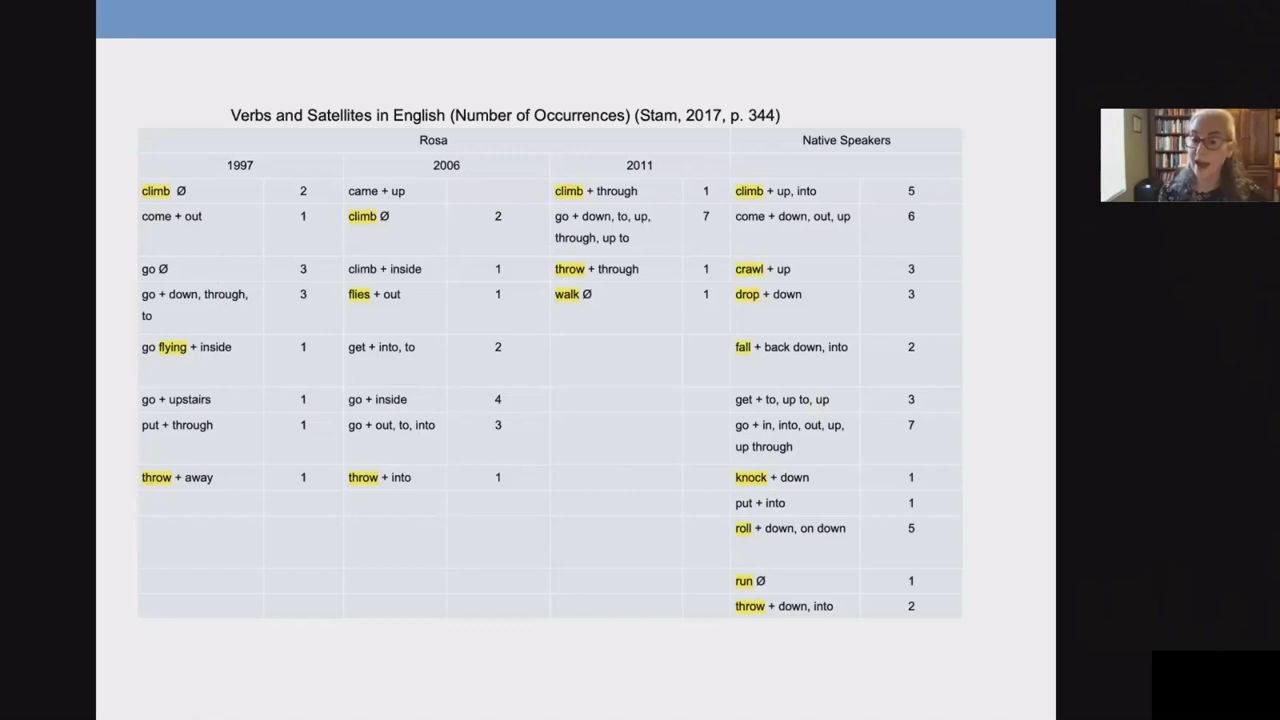 Verbs and Satellites in English (Number of Occurrences) (Stam, 2017, p. 344)
Rosa Native Speakers
1997 2006 2011
climb Ø 2 came + up climb + through 1 climb + up, into 5
come + out 1 climb Ø 2 go + down, to, up, 7 come + down, out, up 6
through, up to
go Ø 3 climb + inside 1 throw + through 1 crawl + up 3
go + down, through, 3 flies + out 1 walk Ø 1 drop + down 3
to
go flying + inside 1 get + into, to 2 fall + back down, into 2
go + upstairs 1 go + inside 4 get + to, up to, up 3
put + through 1 go + out, to, into 3 go + in, into, out, up, 7
up through
throw + away 1 throw + into 1 knock + down 1
put + into 1
roll + down, on down 5
run Ø 1
throw + down, into 2